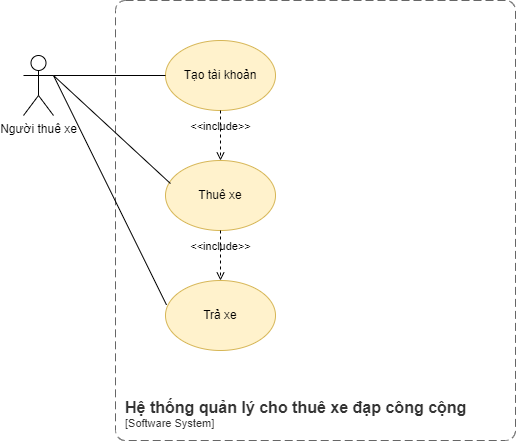 Tạo tài khoản
Người thuê xe
<<include>>
Thuê xe
<<include>>
Trả xe
Hệ thống quản lý cho thuê xe đạp công cộng
[Software System]